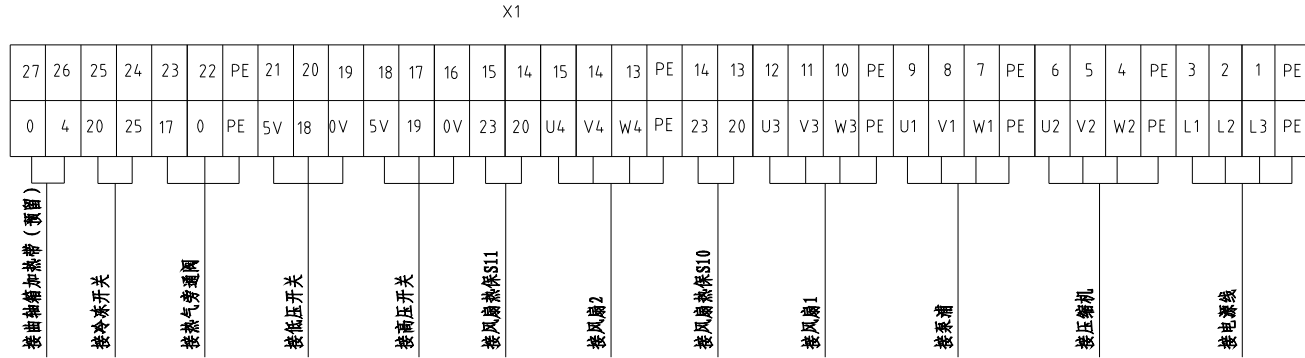 X1
27 26 25 24 23 22 PE 21 20 19 18 17 16 15 14 15 14 13 PE 14 13 12 11 10 PE 9 8 7 PE 6 5 4 PE 3 2 1 PE
0 4 20 25 17 0 PE 5V 18 0V 5V 19 0V 23 20 U4 V4 W4 PE 23 20 U3 V3 W3 PE U1 V1 W1 PE U2 V2 W2 PE L1 L2 L3 PE
接曲轴箱加热带（预留）
接冷冻开关
接热气旁通阀
接低压开关
接高压开关
接风扇热保S11
接风扇2
接风扇热保S10
接风扇1
接泵浦
接压缩机
接电源线